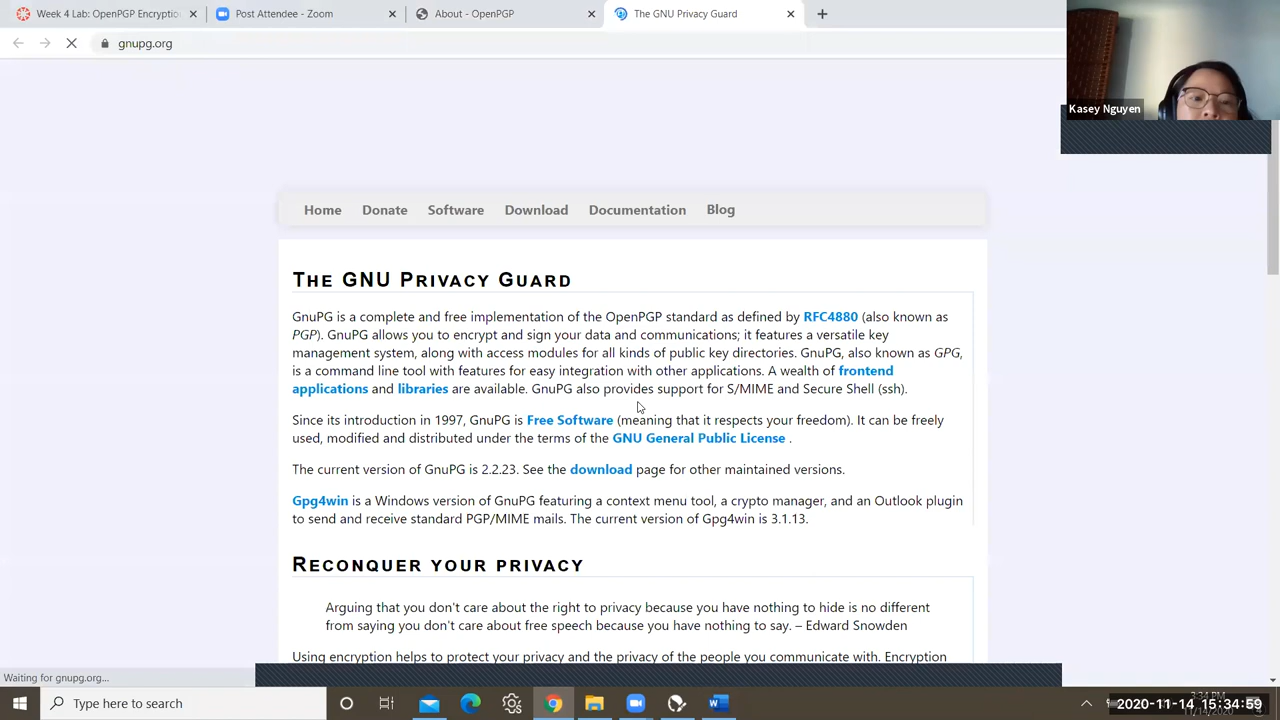 Week 4 Lab: OpenPGP Encryptio
Post Attendee - Zoom
About - OpenPGP
The GNU Privacy Guard
gnupg.org
Kasey Nguyen
Home Donate Software Download Documentation Blog
THE GNU PRIVACY GUARD
GnuPG is a complete and free implementation of the OpenPGP standard as defined by RFC4880 (also known as
PGP). GnuPG allows you to encrypt and sign your data and communications; it features a versatile key
management system, along with access modules for all kinds of public key directories. GnuPG, also known as GPG,
is a command line tool with features for easy integration with other applications. A wealth of frontend
applications and libraries are available. GnuPG also provides support for S/MIME and Secure Shell (ssh).
Since its introduction in 1997, GnuPG is Free Software (meaning that it respects your freedom). It can be freely
used, modified and distributed under the terms of the GNU General Public License .
The current version of GnuPG is 2.2.23. See the download page for other maintained versions.
Gpg4win is a Windows version of GnuPG featuring a context menu tool, a crypto manager, and an Outlook plugin
to send and receive standard PGP/MIME mails. The current version of Gpg4win is 3.1.13.
RECONQUER YOUR PRIVACY
Arguing that you don't care about the right to privacy because you have nothing to hide is no different
from saying you don't care about free speech because you have nothing to say. – Edward Snowden
Using encryption helps to protect your privacy and the privacy of the people you communicate with. Encryption
Waiting for gnupg.org...
Type here to search
3:34 PM
2020-11-14 15:34:59
11/14/2020